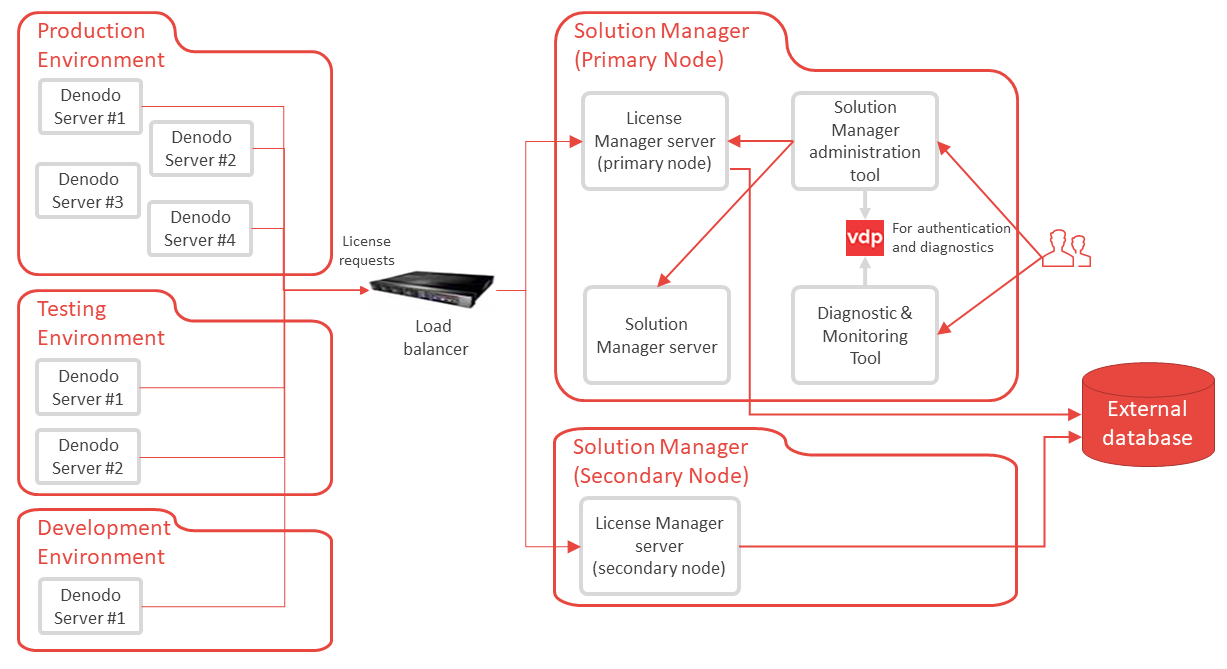 Production
Environment
Denodo
Server #1
Denodo
Server #2
Denodo
Server #3
Denodo
Server #4
Testing
Environment
Denodo
Server #1
Denodo
Server #2
Development
Environment
Denodo
Server #1
License
requests
Load
balancer
Solution Manager
(Primary Node)
License
Manager server
(primary node)
Solution
Manager
administration
tool
vdp
For authentication
and diagnostics
Solution
Manager server
Diagnostic &
Monitoring
Tool
Solution Manager
(Secondary Node)
License Manager
server
(secondary node)
External
database